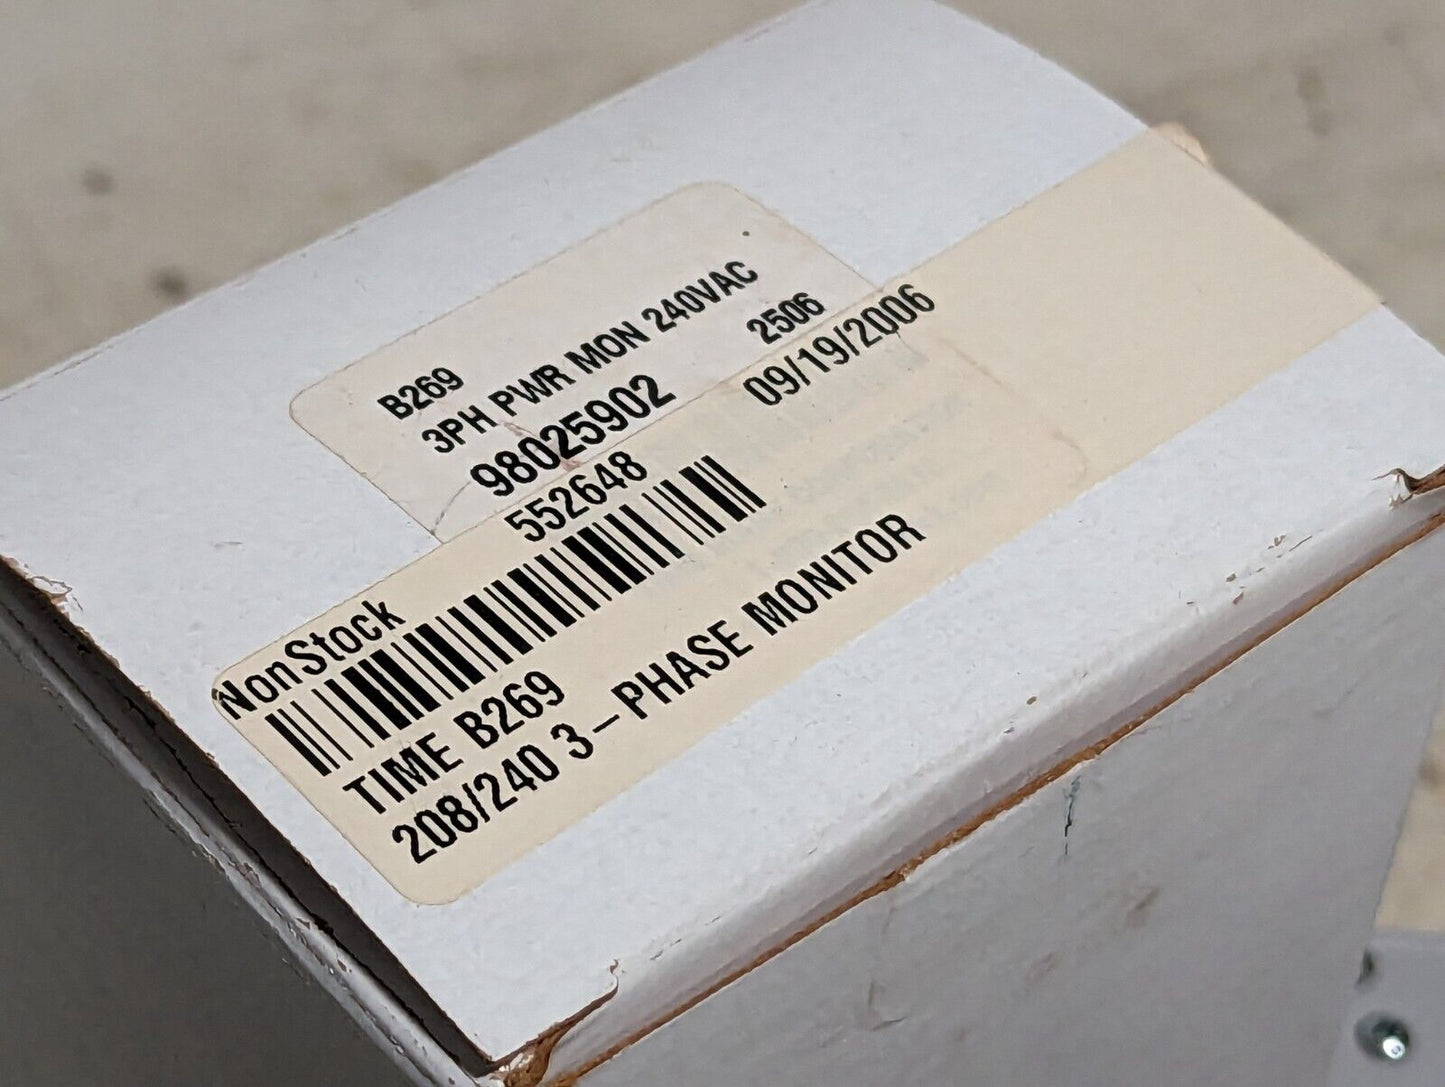 B269
3PH PWR MON 240VAC
98025902 2506
552648 09/19/2006
NonStock
TIME B269
208/240 3-PHASE MONITOR